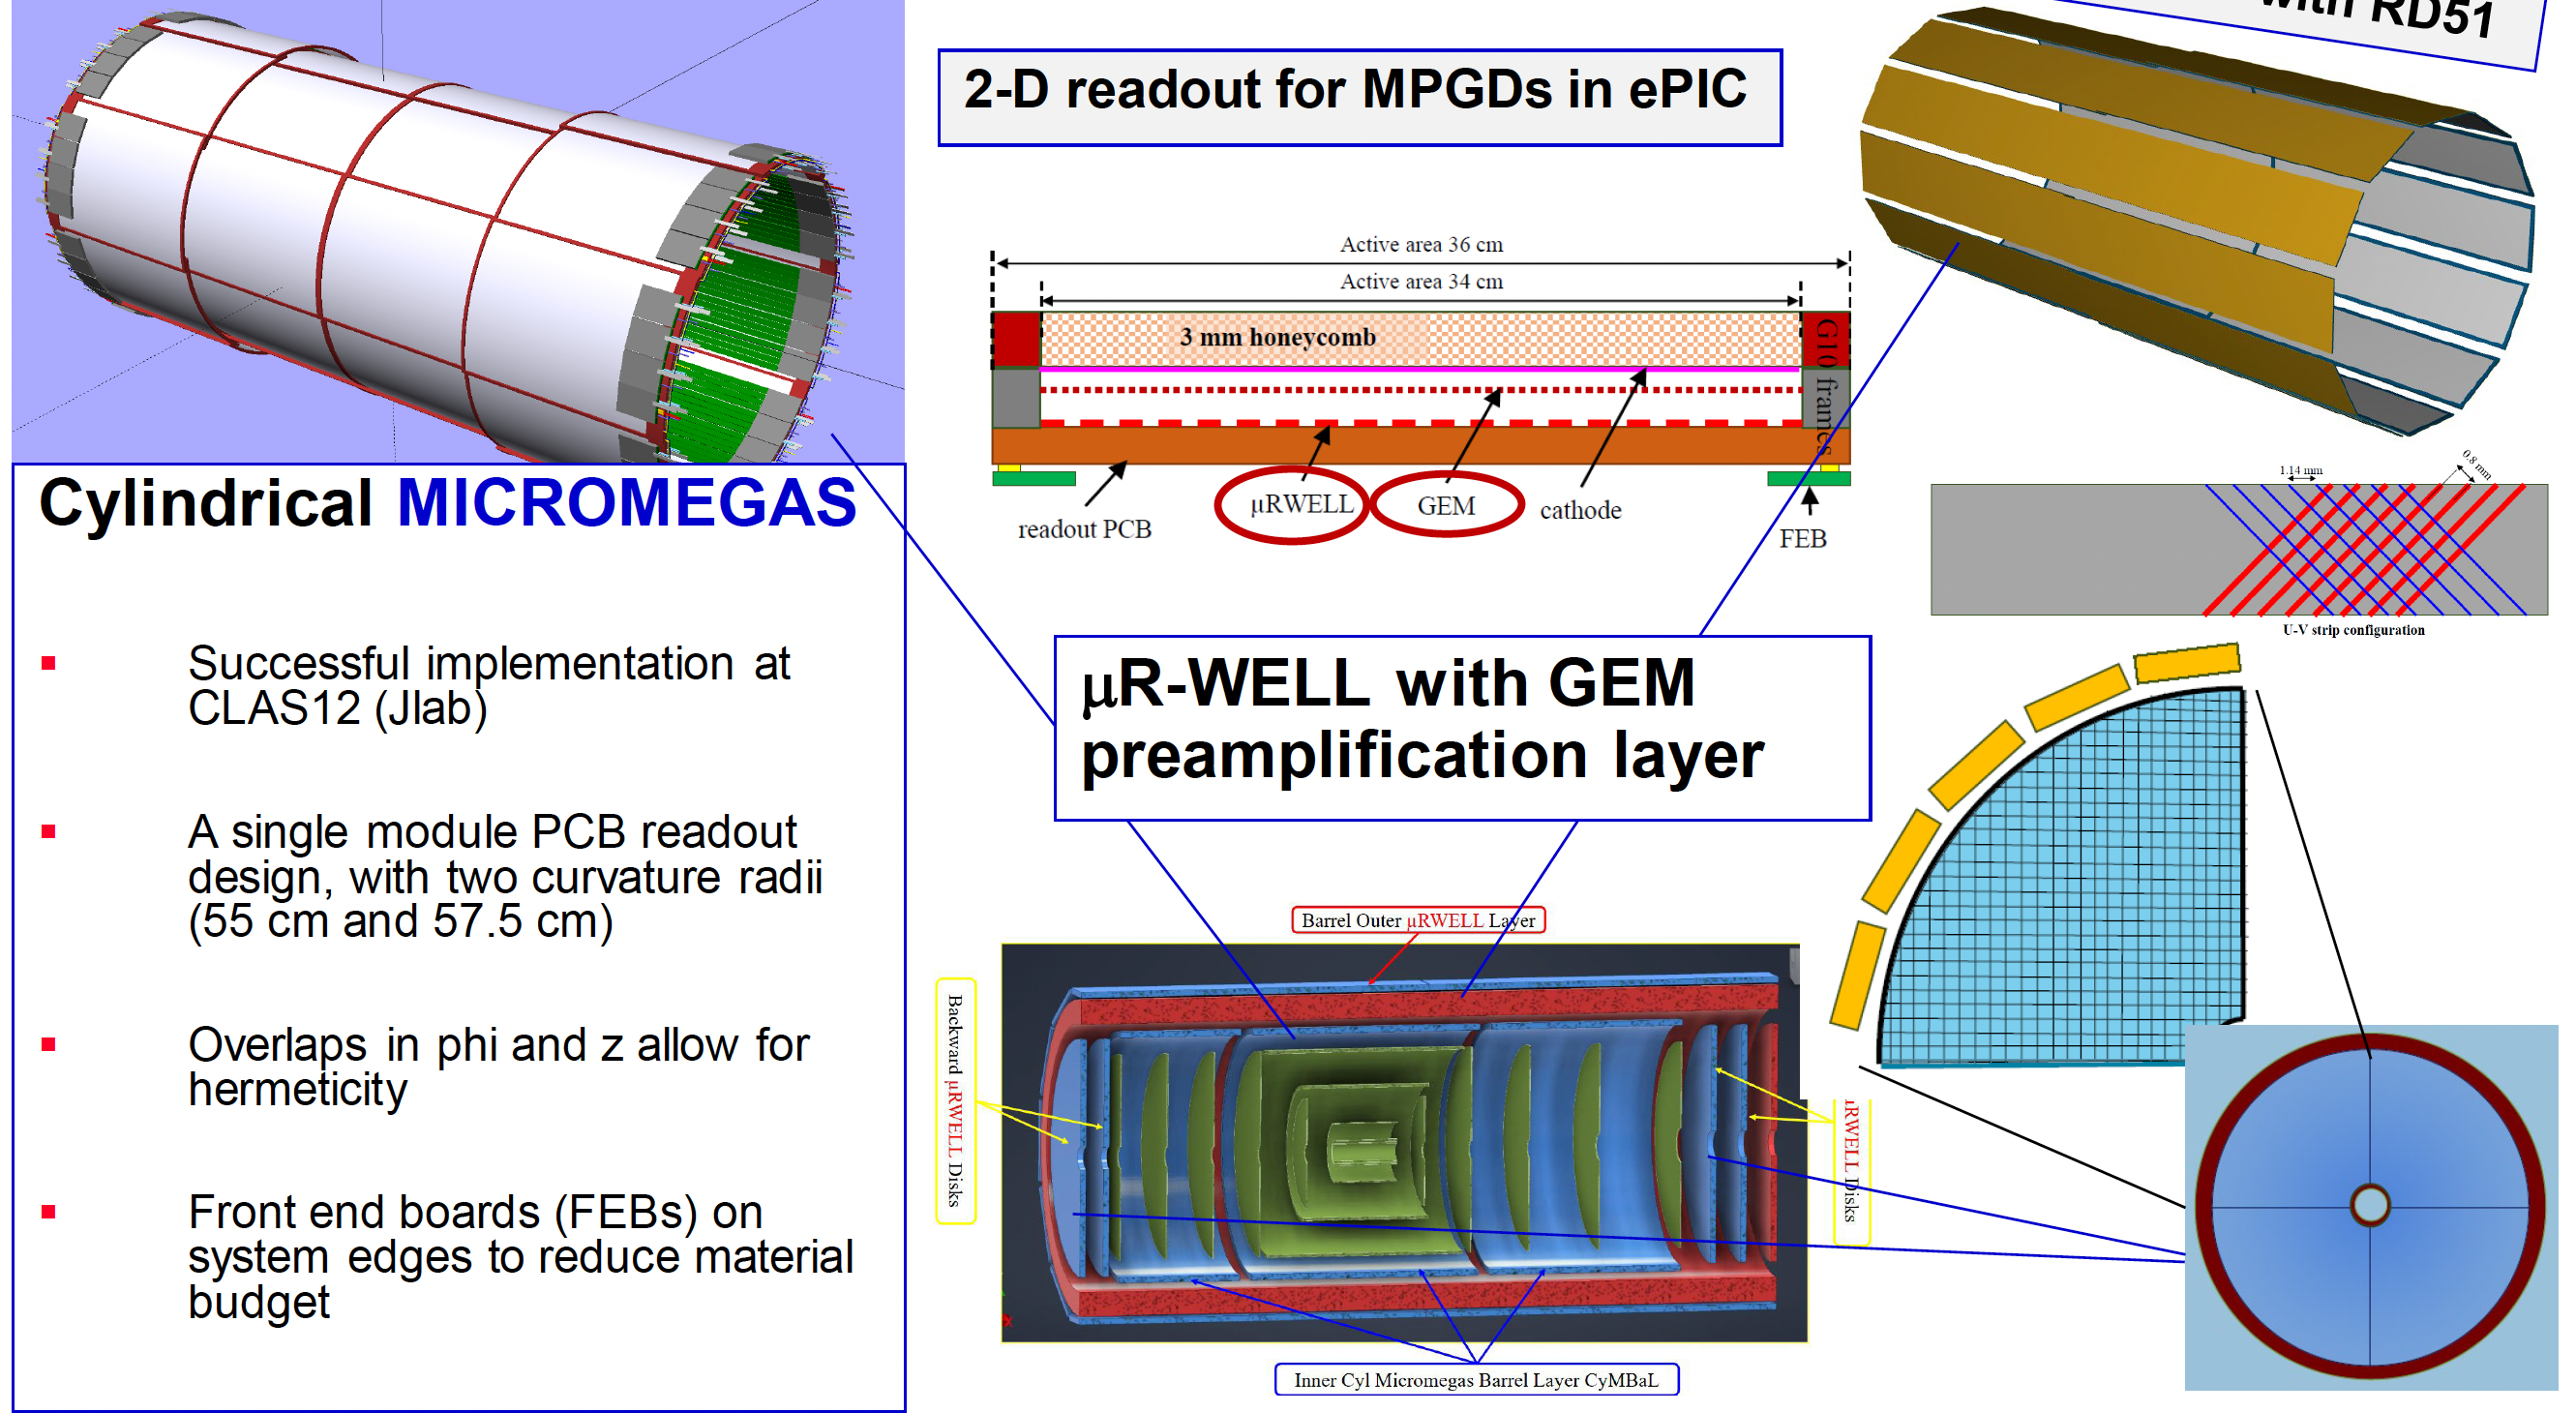 with RD51
2-D readout for MPGDs in ePIC
Active area 36 cm
Active area 34 cm
3 mm honeycomb
G10 frames
µRWELL
GEM
cathode
readout PCB
FEB
1.14 mm
0.8 mm
U-V strip configuration
Cylindrical MICROMEGAS
Successful implementation at
CLAS12 (Jlab)
A single module PCB readout
design, with two curvature radii
(55 cm and 57.5 cm)
Overlaps in phi and z allow for
hermeticity
Front end boards (FEBs) on
system edges to reduce material
budget
µR-WELL with GEM
preamplification layer
Barrel Outer µRWELL Layer
Backward µRWELL Disks
µRWELL Disks
x
Inner Cyl Micromegas Barrel Layer CyMBaL